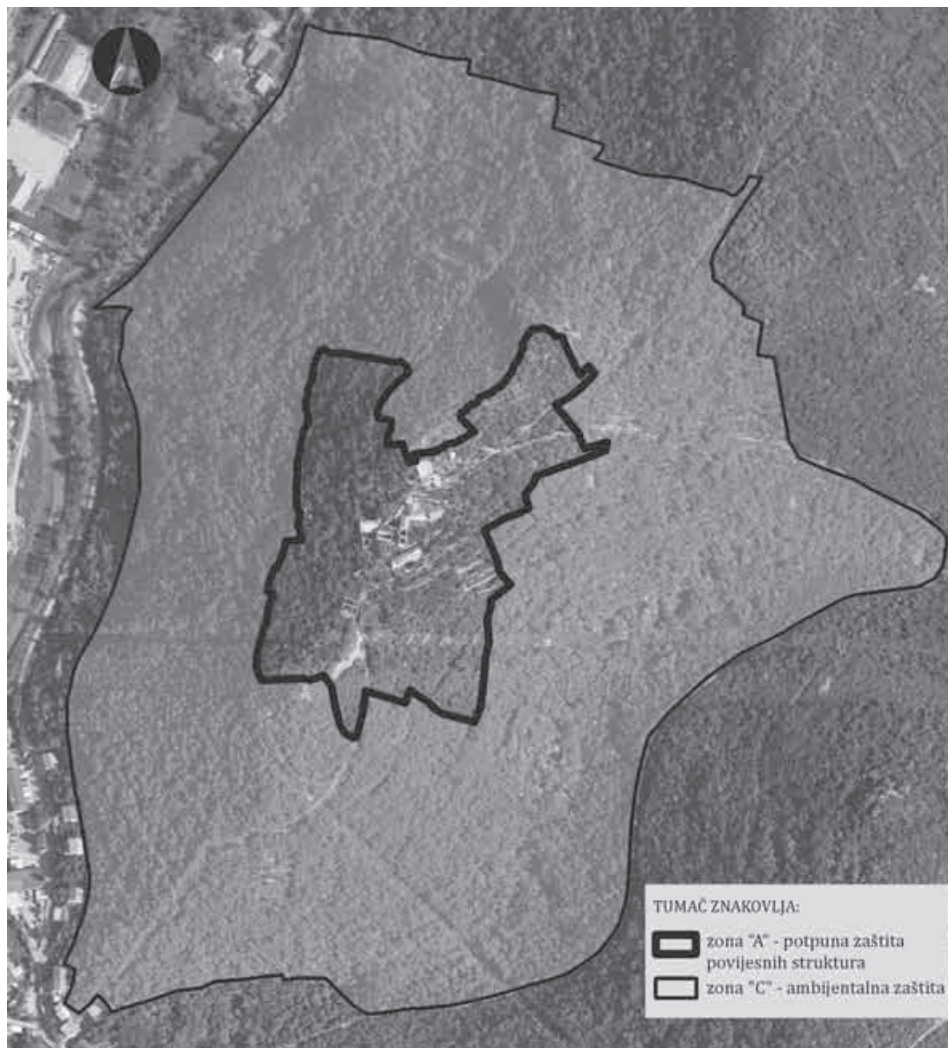 TUMAČ ZNAKOVLJA:
zona "A" - potpuna zaštita
povijesnih struktura
zona "C" - ambijentalna zaštita